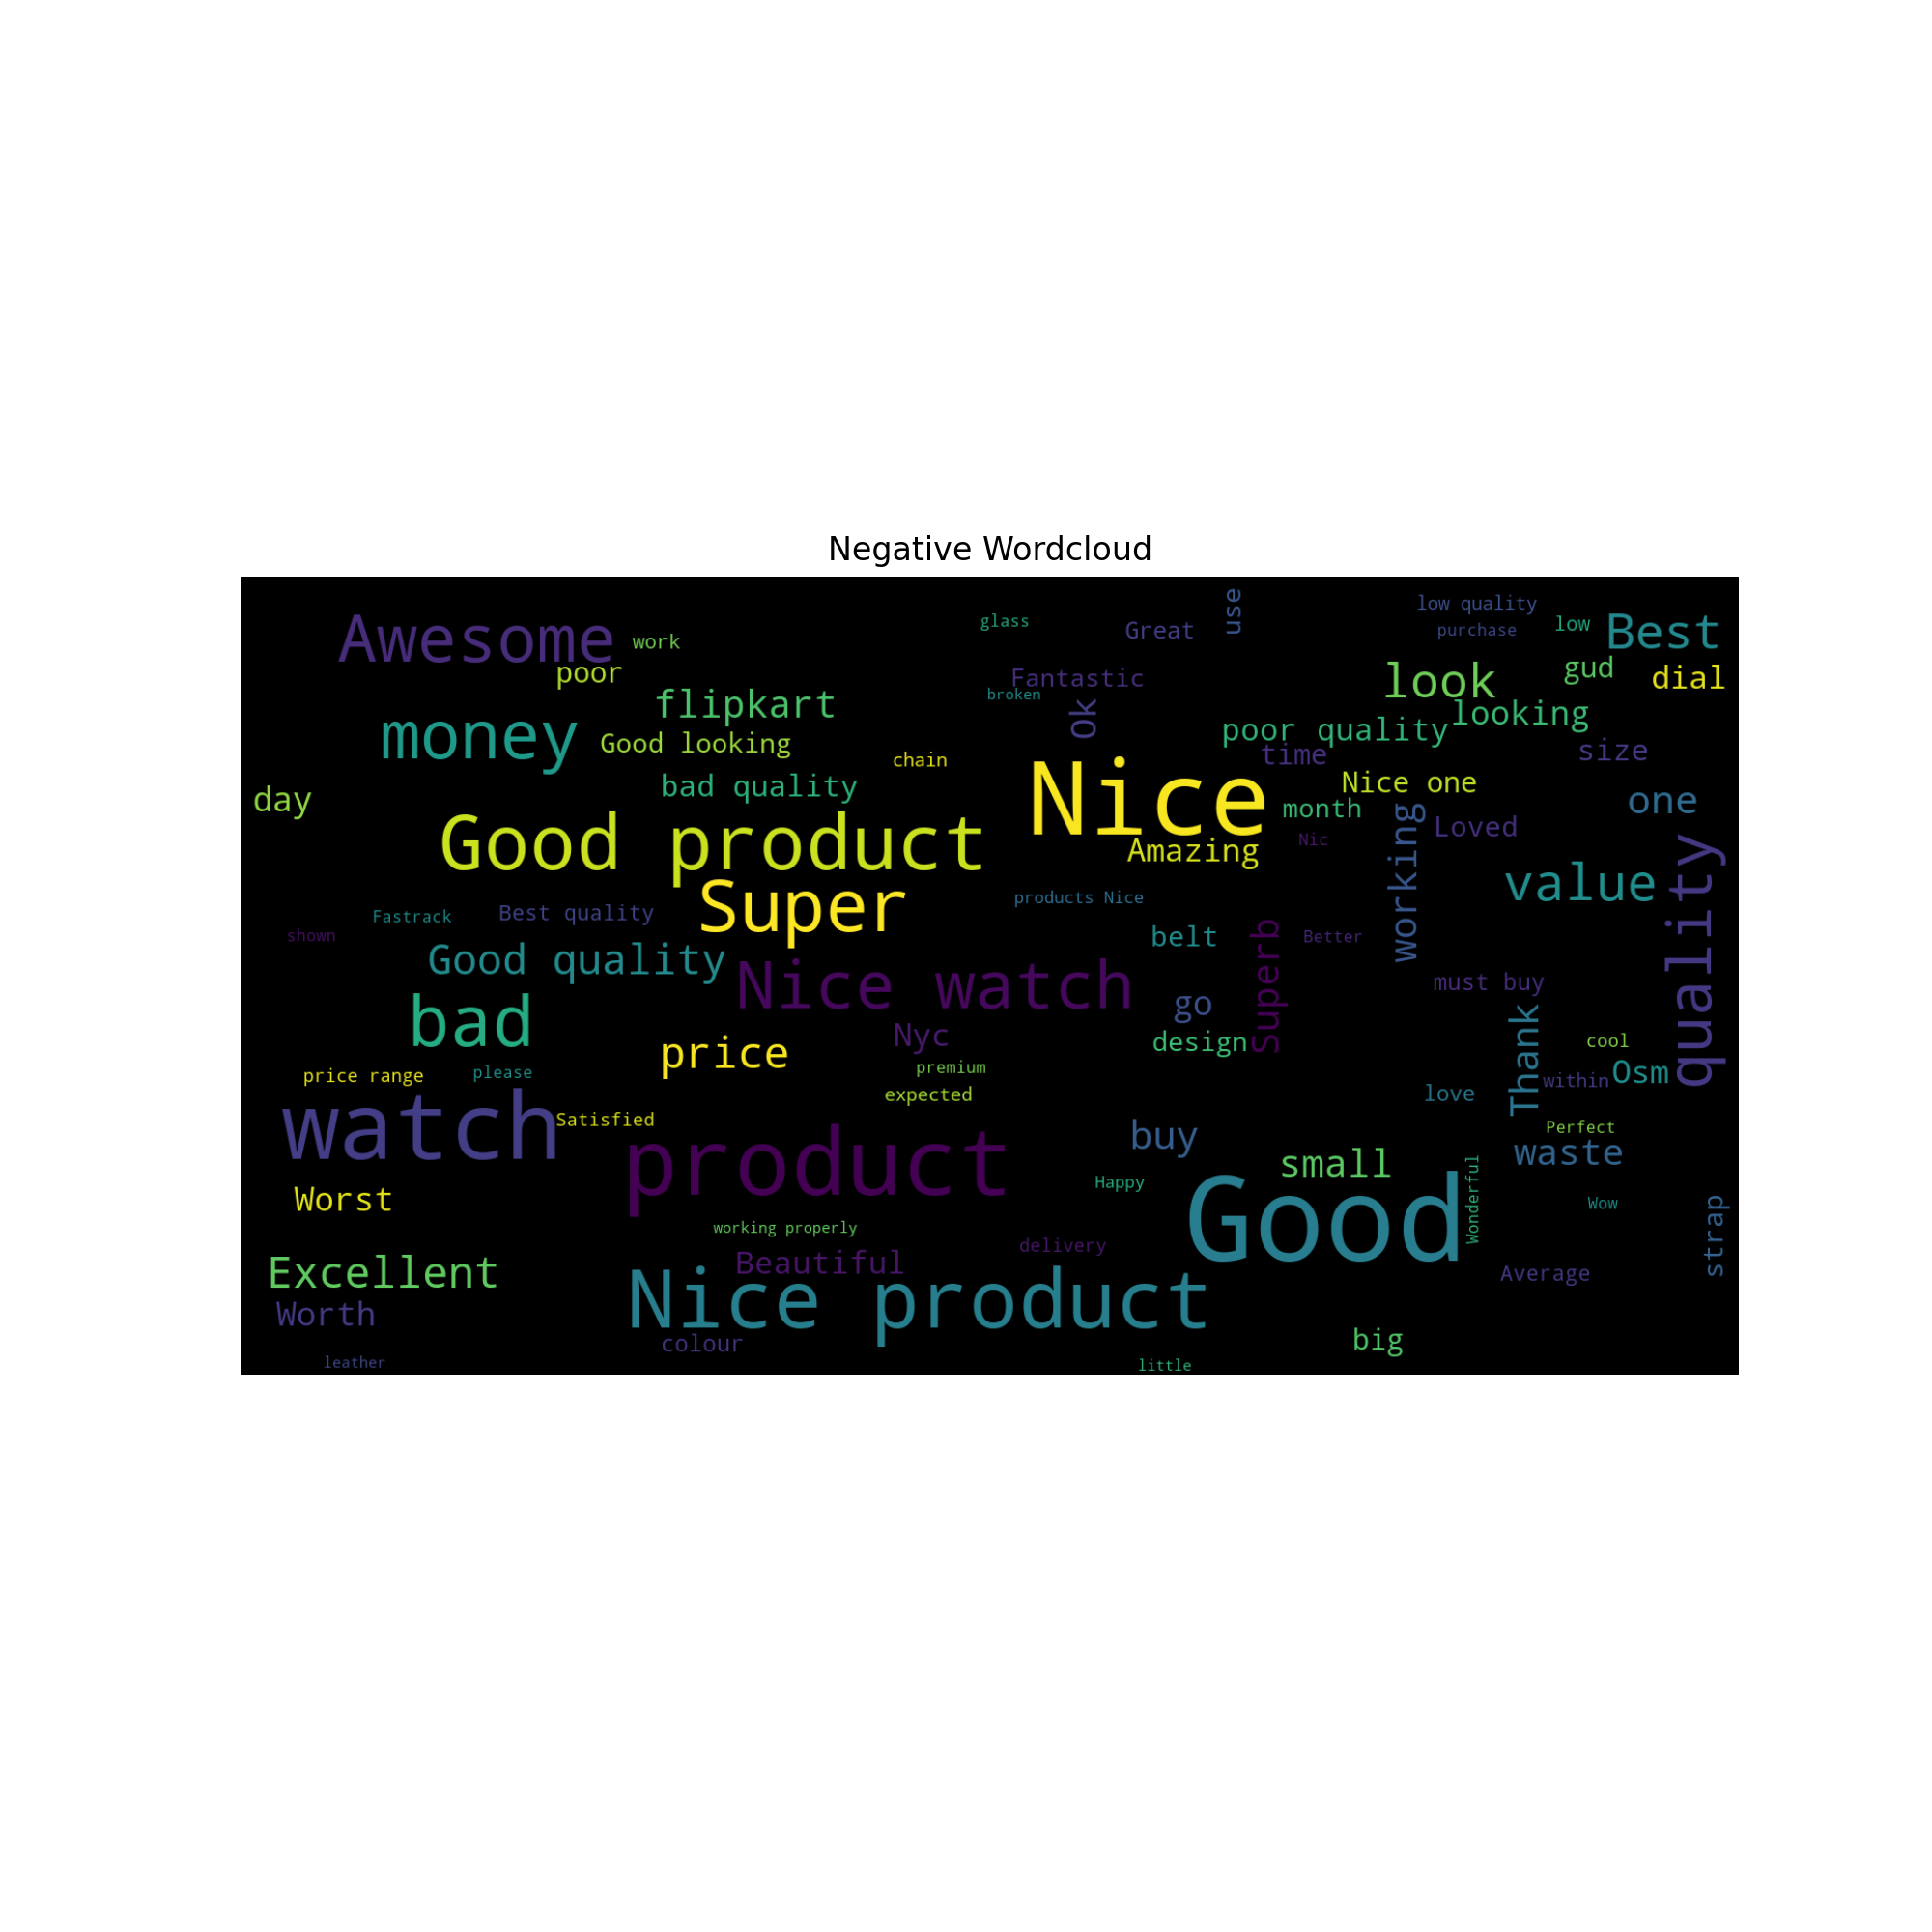 Negative Wordcloud
Awesome
work
poor
glass
Great
use
low quality
purchase
low
Best
flipkart
Fantastic
broken
Ok
look
gud
dial
money
Good looking
poor quality
looking
time
size
chain
day
bad quality
Nice
Nice one
month
one
Good product
Amazing
Nic
working
Loved
Super
products Nice
value
quality
Fastrack
Best quality
shown
belt
Superb
Better
Good quality
Nice watch
go
must buy
bad
Nyc
design
Thank
cool
price
premium
price range
please
expected
love
within
Osm
watch
Satisfied
product
buy
Perfect
small
waste
Worst
Happy
Good
Wonderful
Wow
strap
working properly
delivery
Excellent
Beautiful
Average
Worth
Nice product
colour
big
leather
little